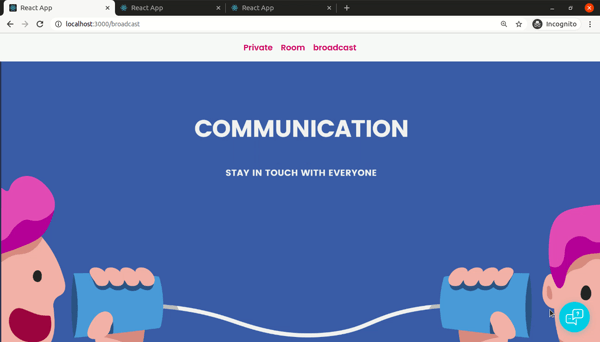 React App
React App
React App
localhost:3000/broadcast
Incognito
Private Room broadcast
COMMUNICATION
STAY IN TOUCH WITH EVERYONE